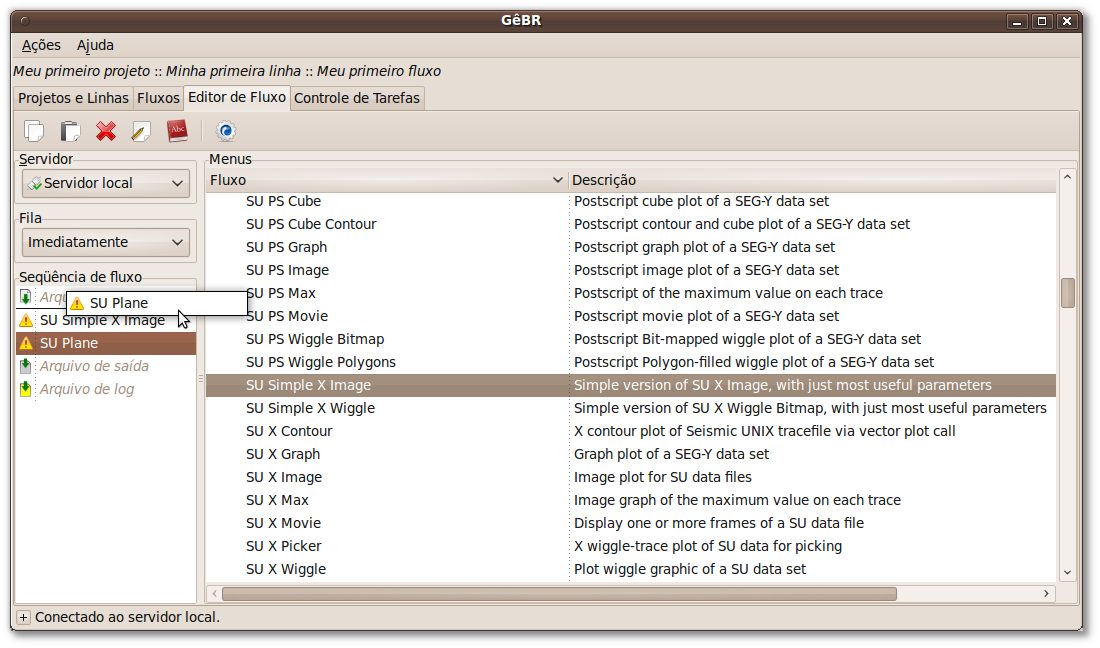 GêBR
Ações Ajuda
Meu primeiro projeto :: Minha primeira linha :: Meu primeiro fluxo
Projetos e Linhas Fluxos Editor de Fluxo Controle de Tarefas
Abc
Servidor
Servidor local
Fila
Imediatamente
Seqüência de fluxo
Arqu
SU Plane
SU Simple X Image
SU Plane
Arquivo de saída
Arquivo de log
Menus
Fluxo Descrição
SU PS Cube Postscript cube plot of a SEG-Y data set
SU PS Cube Contour Postscript contour and cube plot of a SEG-Y data set
SU PS Graph Postscript graph plot of a SEG-Y data set
SU PS Image Postscript image plot of a SEG-Y data set
SU PS Max Postscript of the maximum value on each trace
SU PS Movie Postscript movie plot of a SEG-Y data set
SU PS Wiggle Bitmap Postscript Bit-mapped wiggle plot of a SEG-Y data set
SU PS Wiggle Polygons Postscript Polygon-filled wiggle plot of a SEG-Y data set
SU Simple X Image Simple version of SU X Image, with just most useful parameters
SU Simple X Wiggle Simple version of SU X Wiggle Bitmap, with just most useful parameters
SU X Contour X contour plot of Seismic UNIX tracefile via vector plot call
SU X Graph Graph plot of a SEG-Y data set
SU X Image Image plot for SU data files
SU X Max Image graph of the maximum value on each trace
SU X Movie Display one or more frames of a SU data file
SU X Picker X wiggle-trace plot of SU data for picking
SU X Wiggle Plot wiggle graphic of a SU data set
Conectado ao servidor local.